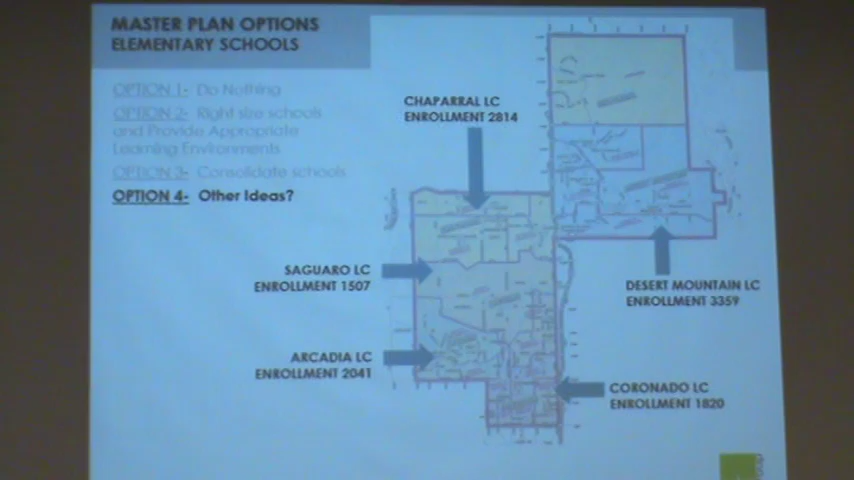 MASTER PLAN OPTIONS
ELEMENTARY SCHOOLS
OPTION 1- Do Nothing
OPTION 2- Right size schools
and Provide Appropriate
Learning Environments
OPTION 3- Consolidate schools
OPTION 4- Other Ideas?
CHAPARRAL LC
ENROLLMENT 2814
SAGUARO LC
ENROLLMENT 1507
DESERT MOUNTAIN LC
ENROLLMENT 3359
ARCADIA LC
ENROLLMENT 2041
CORONADO LC
ENROLLMENT 1820